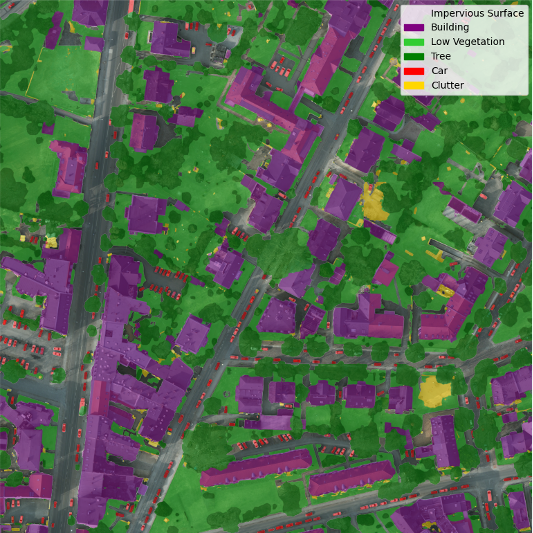 Impervious Surface
Building
Low Vegetation
Tree
Car
Clutter